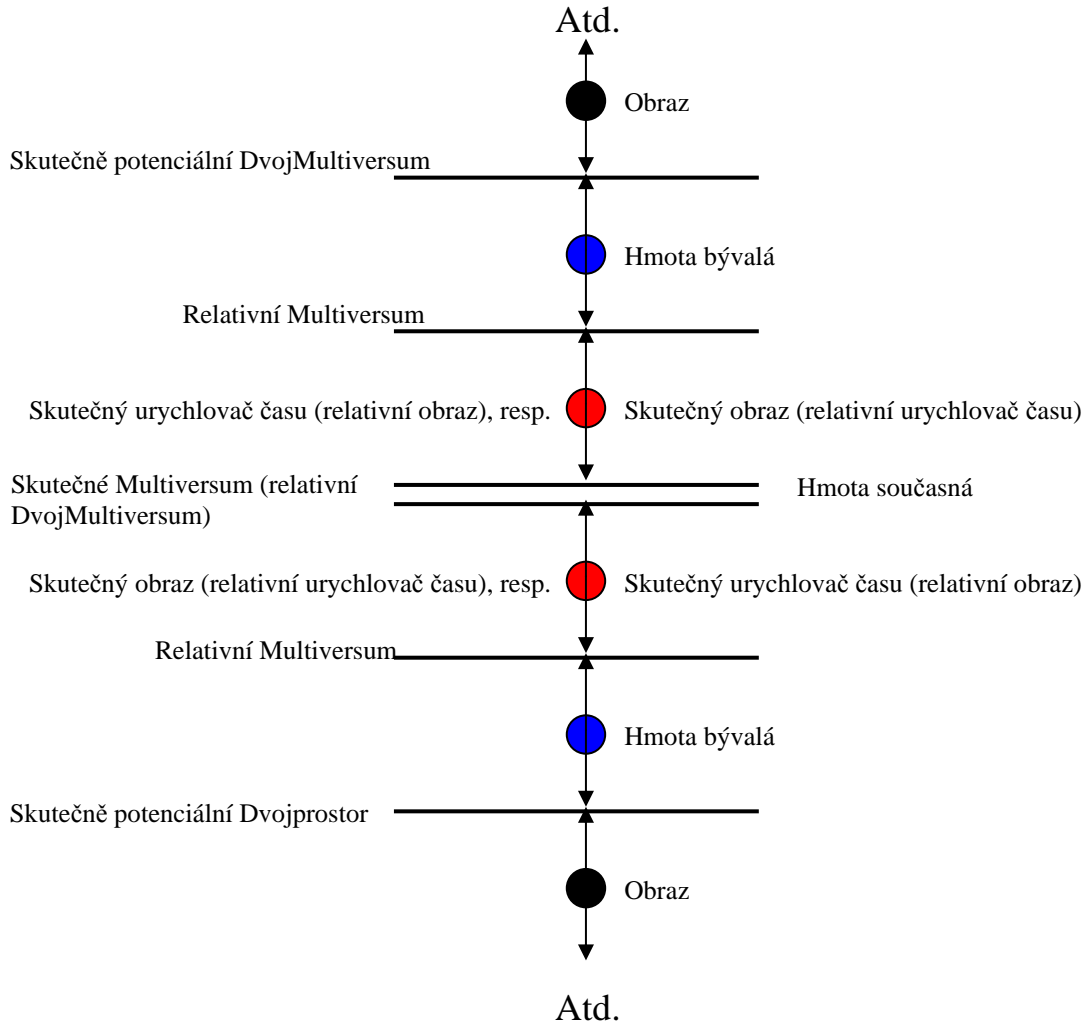 Atd.
Obraz
Skutečně potenciální DvojMultiversum
Hmota bývalá
Relativní Multiversum
Skutečný urychlovač času (relativní obraz), resp.
Skutečný obraz (relativní urychlovač času)
Skutečné Multiversum (relativní
DvojMultiversum)
Hmota současná
Skutečný obraz (relativní urychlovač času), resp.
Skutečný urychlovač času (relativní obraz)
Relativní Multiversum
Hmota bývalá
Skutečně potenciální Dvojprostor
Obraz
Atd.